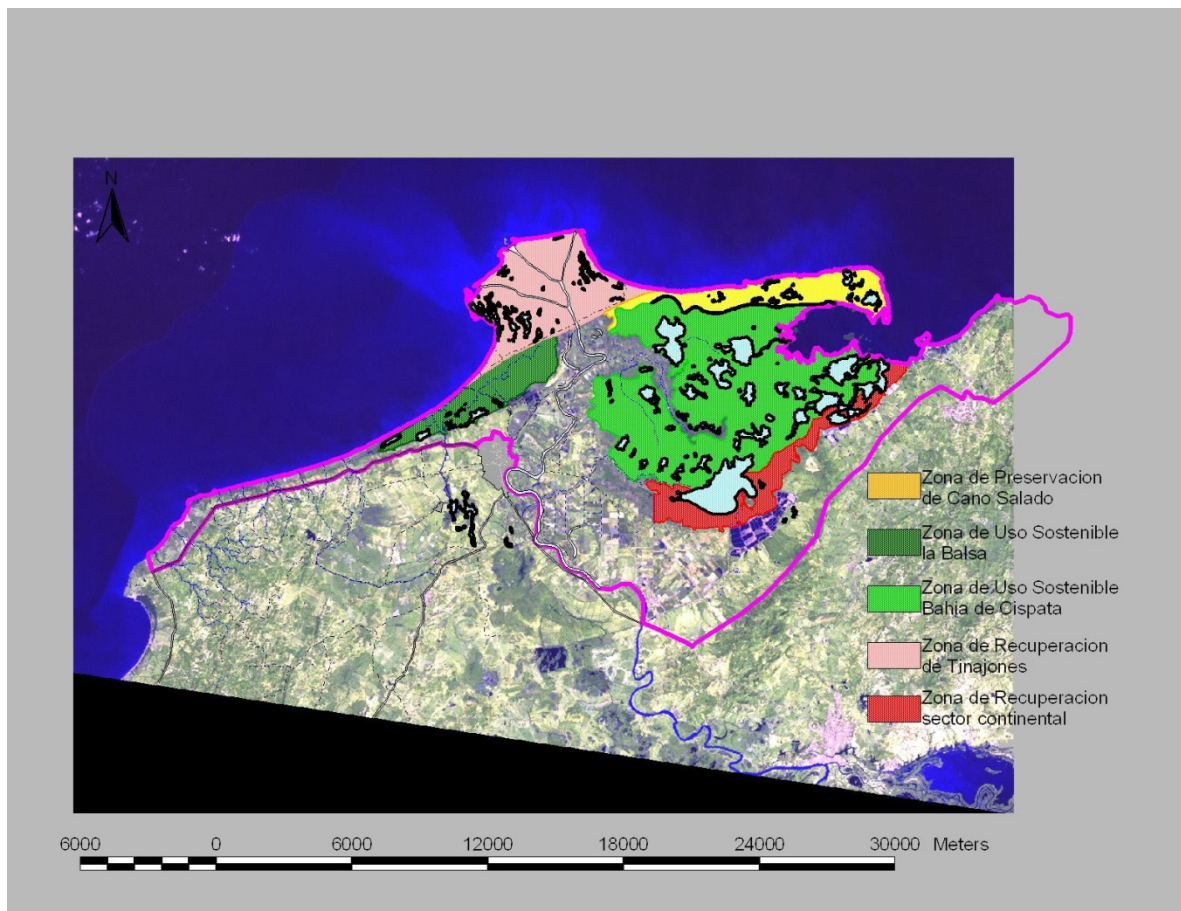 N
Zona de Preservacion
de Cano Salado
Zona de Uso Sostenible
la Balsa
Zona de Uso Sostenible
Bahia de Cispata
Zona de Recuperacion
de Tinajones
Zona de Recuperacion
sector continental
6000 0 6000 12000 18000 24000 30000 Meters